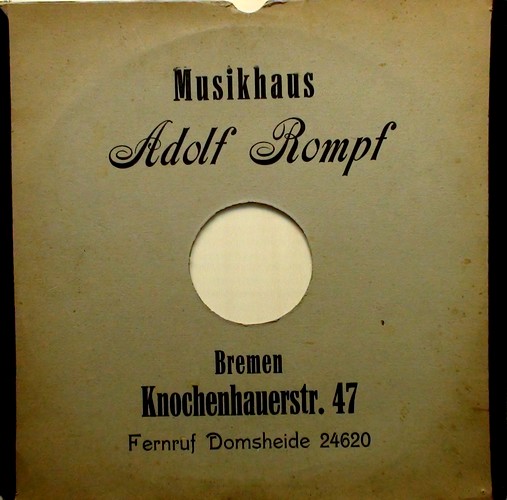 Musikhaus
Adolf Rompf
Bremen
Knochenhauerstr. 47
Fernruf Domsheide 24620